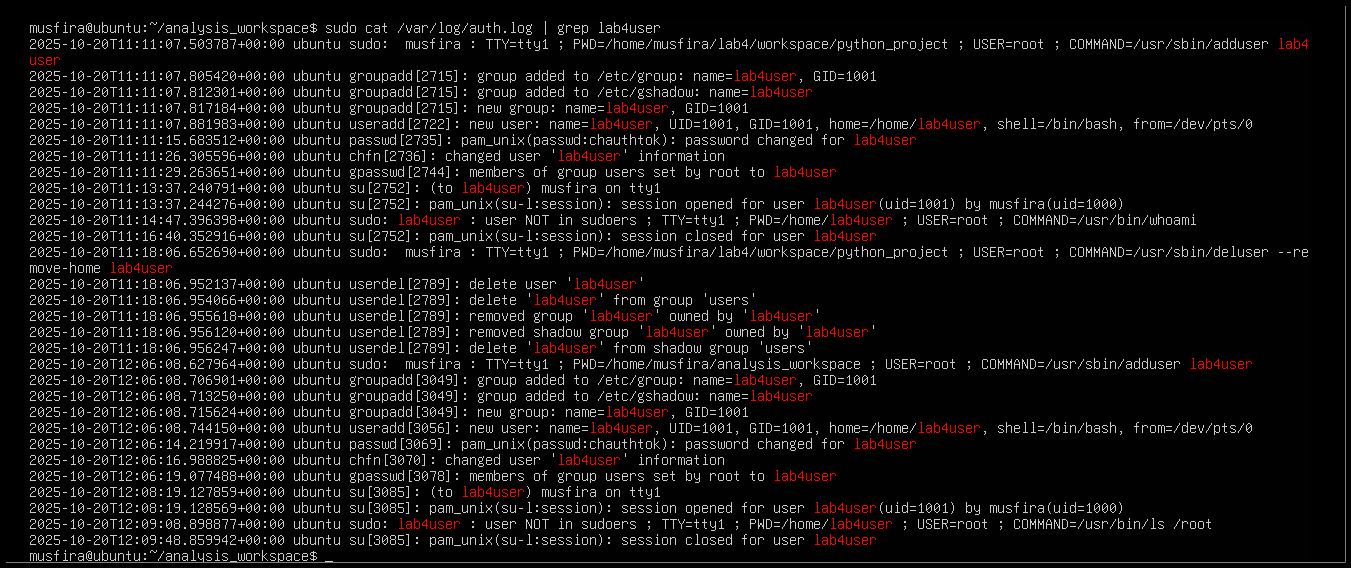 musfira@ubuntu:~/analysis_workspace$ sudo cat /var/log/auth.log | grep lab4user
2025-10-20T11:11:07.503787+00:00 ubuntu sudo:  musfira : TTY=tty1 ; PWD=/home/musfira/lab4/workspace/python_project ; USER=root ; COMMAND=/usr/sbin/adduser lab4
user
2025-10-20T11:11:07.805420+00:00 ubuntu groupadd[2715]: group added to /etc/group: name=lab4user, GID=1001
2025-10-20T11:11:07.812301+00:00 ubuntu groupadd[2715]: group added to /etc/gshadow: name=lab4user
2025-10-20T11:11:07.817184+00:00 ubuntu groupadd[2715]: new group: name=lab4user, GID=1001
2025-10-20T11:11:07.881983+00:00 ubuntu useradd[2722]: new user: name=lab4user, UID=1001, GID=1001, home=/home/lab4user, shell=/bin/bash, from=/dev/pts/0
2025-10-20T11:11:15.683512+00:00 ubuntu passwd[2735]: pam_unix(passwd:chauthtok): password changed for lab4user
2025-10-20T11:11:26.305596+00:00 ubuntu chfn[2736]: changed user 'lab4user' information
2025-10-20T11:11:29.263651+00:00 ubuntu gpasswd[2744]: members of group users set by root to lab4user
2025-10-20T11:13:37.240791+00:00 ubuntu su[2752]: (to lab4user) musfira on tty1
2025-10-20T11:13:37.244276+00:00 ubuntu su[2752]: pam_unix(su-l:session): session opened for user lab4user(uid=1001) by musfira(uid=1000)
2025-10-20T11:14:47.396398+00:00 ubuntu sudo: lab4user : user NOT in sudoers ; TTY=tty1 ; PWD=/home/lab4user ; USER=root ; COMMAND=/usr/bin/whoami
2025-10-20T11:16:40.352916+00:00 ubuntu su[2752]: pam_unix(su-l:session): session closed for user lab4user
2025-10-20T11:18:06.652690+00:00 ubuntu sudo:  musfira : TTY=tty1 ; PWD=/home/musfira/lab4/workspace/python_project ; USER=root ; COMMAND=/usr/sbin/deluser --re
move-home lab4user
2025-10-20T11:18:06.952137+00:00 ubuntu userdel[2789]: delete user 'lab4user'
2025-10-20T11:18:06.954066+00:00 ubuntu userdel[2789]: delete 'lab4user' from group 'users'
2025-10-20T11:18:06.955618+00:00 ubuntu userdel[2789]: removed group 'lab4user' owned by 'lab4user'
2025-10-20T11:18:06.956120+00:00 ubuntu userdel[2789]: removed shadow group 'lab4user' owned by 'lab4user'
2025-10-20T11:18:06.956247+00:00 ubuntu userdel[2789]: delete 'lab4user' from shadow group 'users'
2025-10-20T12:06:08.627964+00:00 ubuntu sudo:  musfira : TTY=tty1 ; PWD=/home/musfira/analysis_workspace ; USER=root ; COMMAND=/usr/sbin/adduser lab4user
2025-10-20T12:06:08.706901+00:00 ubuntu groupadd[3049]: group added to /etc/group: name=lab4user, GID=1001
2025-10-20T12:06:08.713250+00:00 ubuntu groupadd[3049]: group added to /etc/gshadow: name=lab4user
2025-10-20T12:06:08.715624+00:00 ubuntu groupadd[3049]: new group: name=lab4user, GID=1001
2025-10-20T12:06:08.744150+00:00 ubuntu useradd[3056]: new user: name=lab4user, UID=1001, GID=1001, home=/home/lab4user, shell=/bin/bash, from=/dev/pts/0
2025-10-20T12:06:14.219917+00:00 ubuntu passwd[3069]: pam_unix(passwd:chauthtok): password changed for lab4user
2025-10-20T12:06:16.988825+00:00 ubuntu chfn[3070]: changed user 'lab4user' information
2025-10-20T12:06:19.077488+00:00 ubuntu gpasswd[3078]: members of group users set by root to lab4user
2025-10-20T12:08:19.127859+00:00 ubuntu su[3085]: (to lab4user) musfira on tty1
2025-10-20T12:08:19.128569+00:00 ubuntu su[3085]: pam_unix(su-l:session): session opened for user lab4user(uid=1001) by musfira(uid=1000)
2025-10-20T12:09:08.898877+00:00 ubuntu sudo: lab4user : user NOT in sudoers ; TTY=tty1 ; PWD=/home/lab4user ; USER=root ; COMMAND=/usr/bin/ls /root
2025-10-20T12:09:48.859942+00:00 ubuntu su[3085]: pam_unix(su-l:session): session closed for user lab4user
musfira@ubuntu:~/analysis_workspace$ _